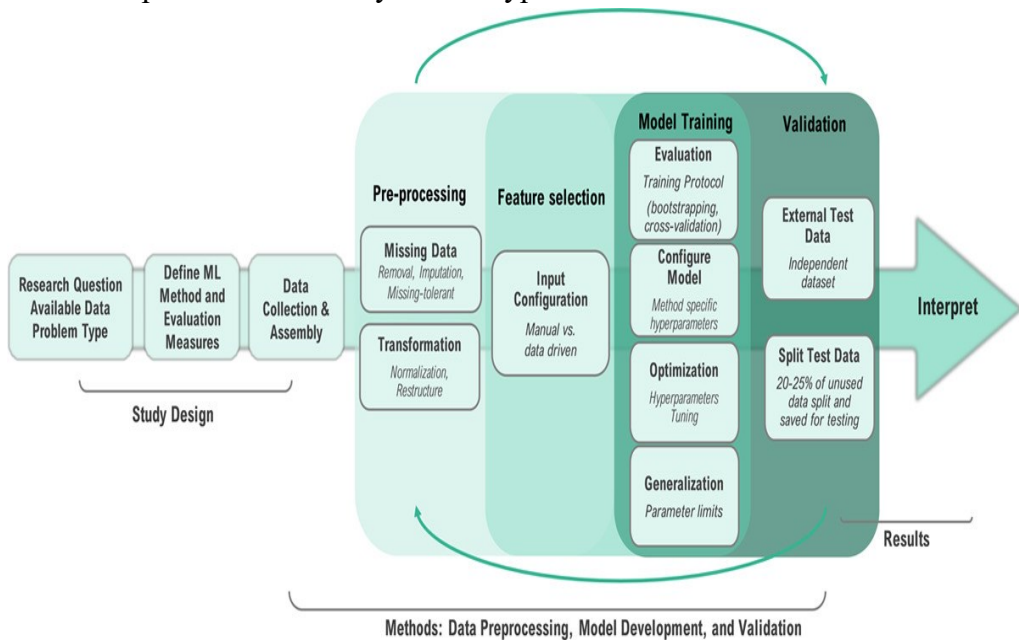 Research Question
Available Data
Problem Type
Define ML
Method and
Evaluation
Measures
Data
Collection &
Assembly
Study Design
Pre-processing
Missing Data
Removal, Imputation,
Missing-tolerant
Transformation
Normalization,
Restructure
Feature selection
Input
Configuration
Manual vs.
data driven
Model Training
Evaluation
Training Protocol
(bootstrapping,
cross-validation)
Configure
Model
Method specific
hyperparameters
Optimization
Hyperparameters
Tuning
Generalization
Parameter limits
Validation
External Test
Data
Independent
dataset
Split Test Data
20-25% of unused
data split and
saved for testing
Interpret
Results
Methods: Data Preprocessing, Model Development, and Validation